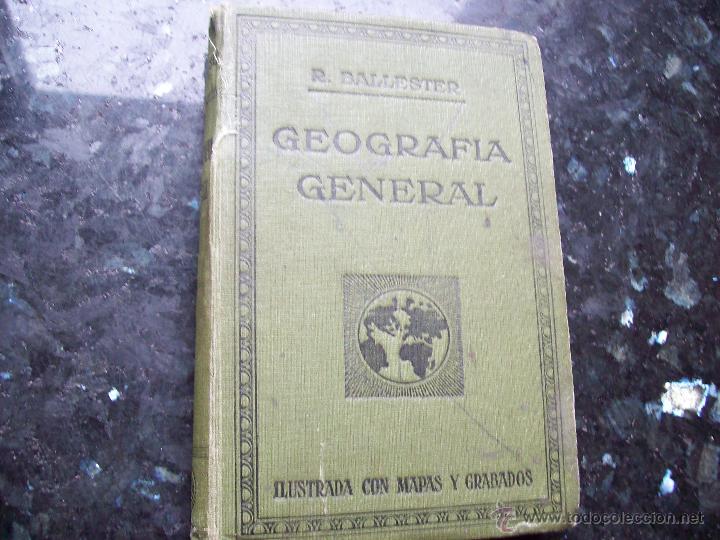 R. BALLESTER
GEOGRAFIA
GENERAL
ILUSTRADA CON MAPAS Y GRABADOS
© www.todocoleccion.net